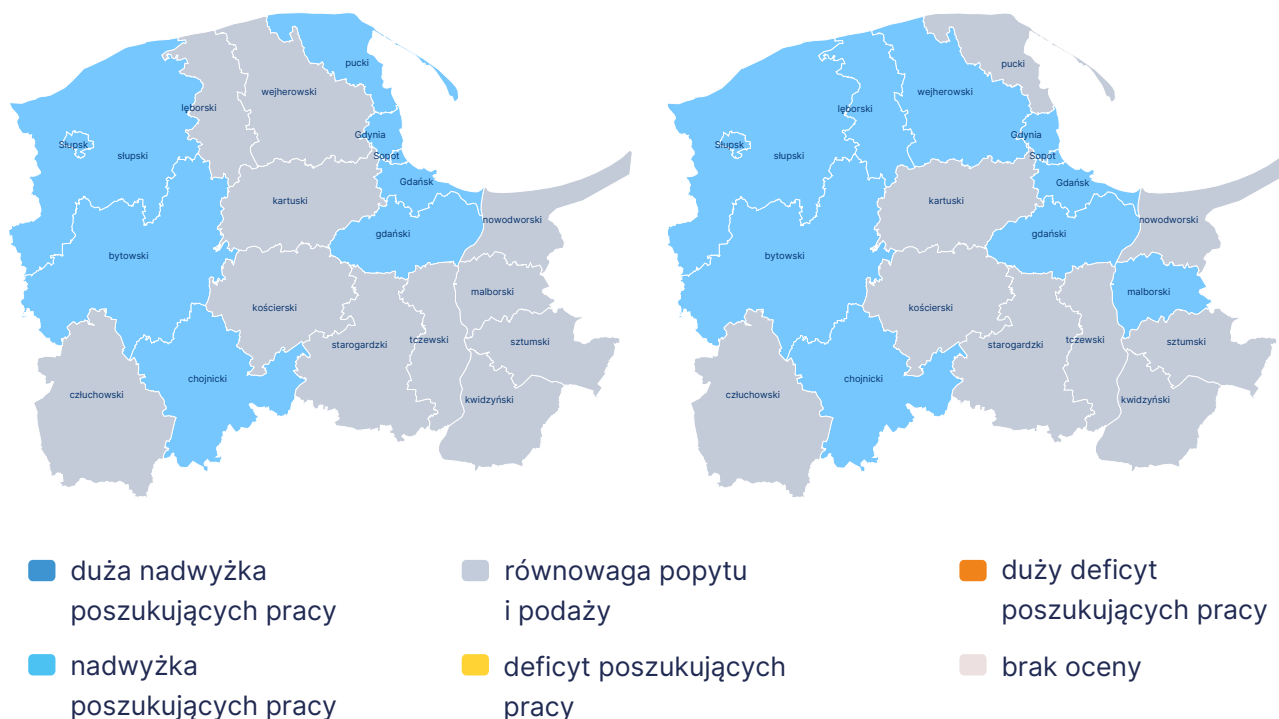 pucki
wejherowski
lęborski
Gdynia
Słupsk
słupski
Sopot
Gdańsk
kartuski
nowodworski
gdański
bytowski
malborski
kościerski
starogardzki
tczewski
sztumski
chojnicki
człuchowski
kwidzyński
pucki
wejherowski
lęborski
Gdynia
Słupsk
słupski
Sopot
Gdańsk
kartuski
nowodworski
gdański
bytowski
malborski
kościerski
starogardzki
tczewski
sztumski
chojnicki
człuchowski
kwidzyński
duża nadwyżka
poszukujących pracy
nadwyżka
poszukujących pracy
równowaga popytu
i podaży
deficyt poszukujących
pracy
duży deficyt
poszukujących pracy
brak oceny